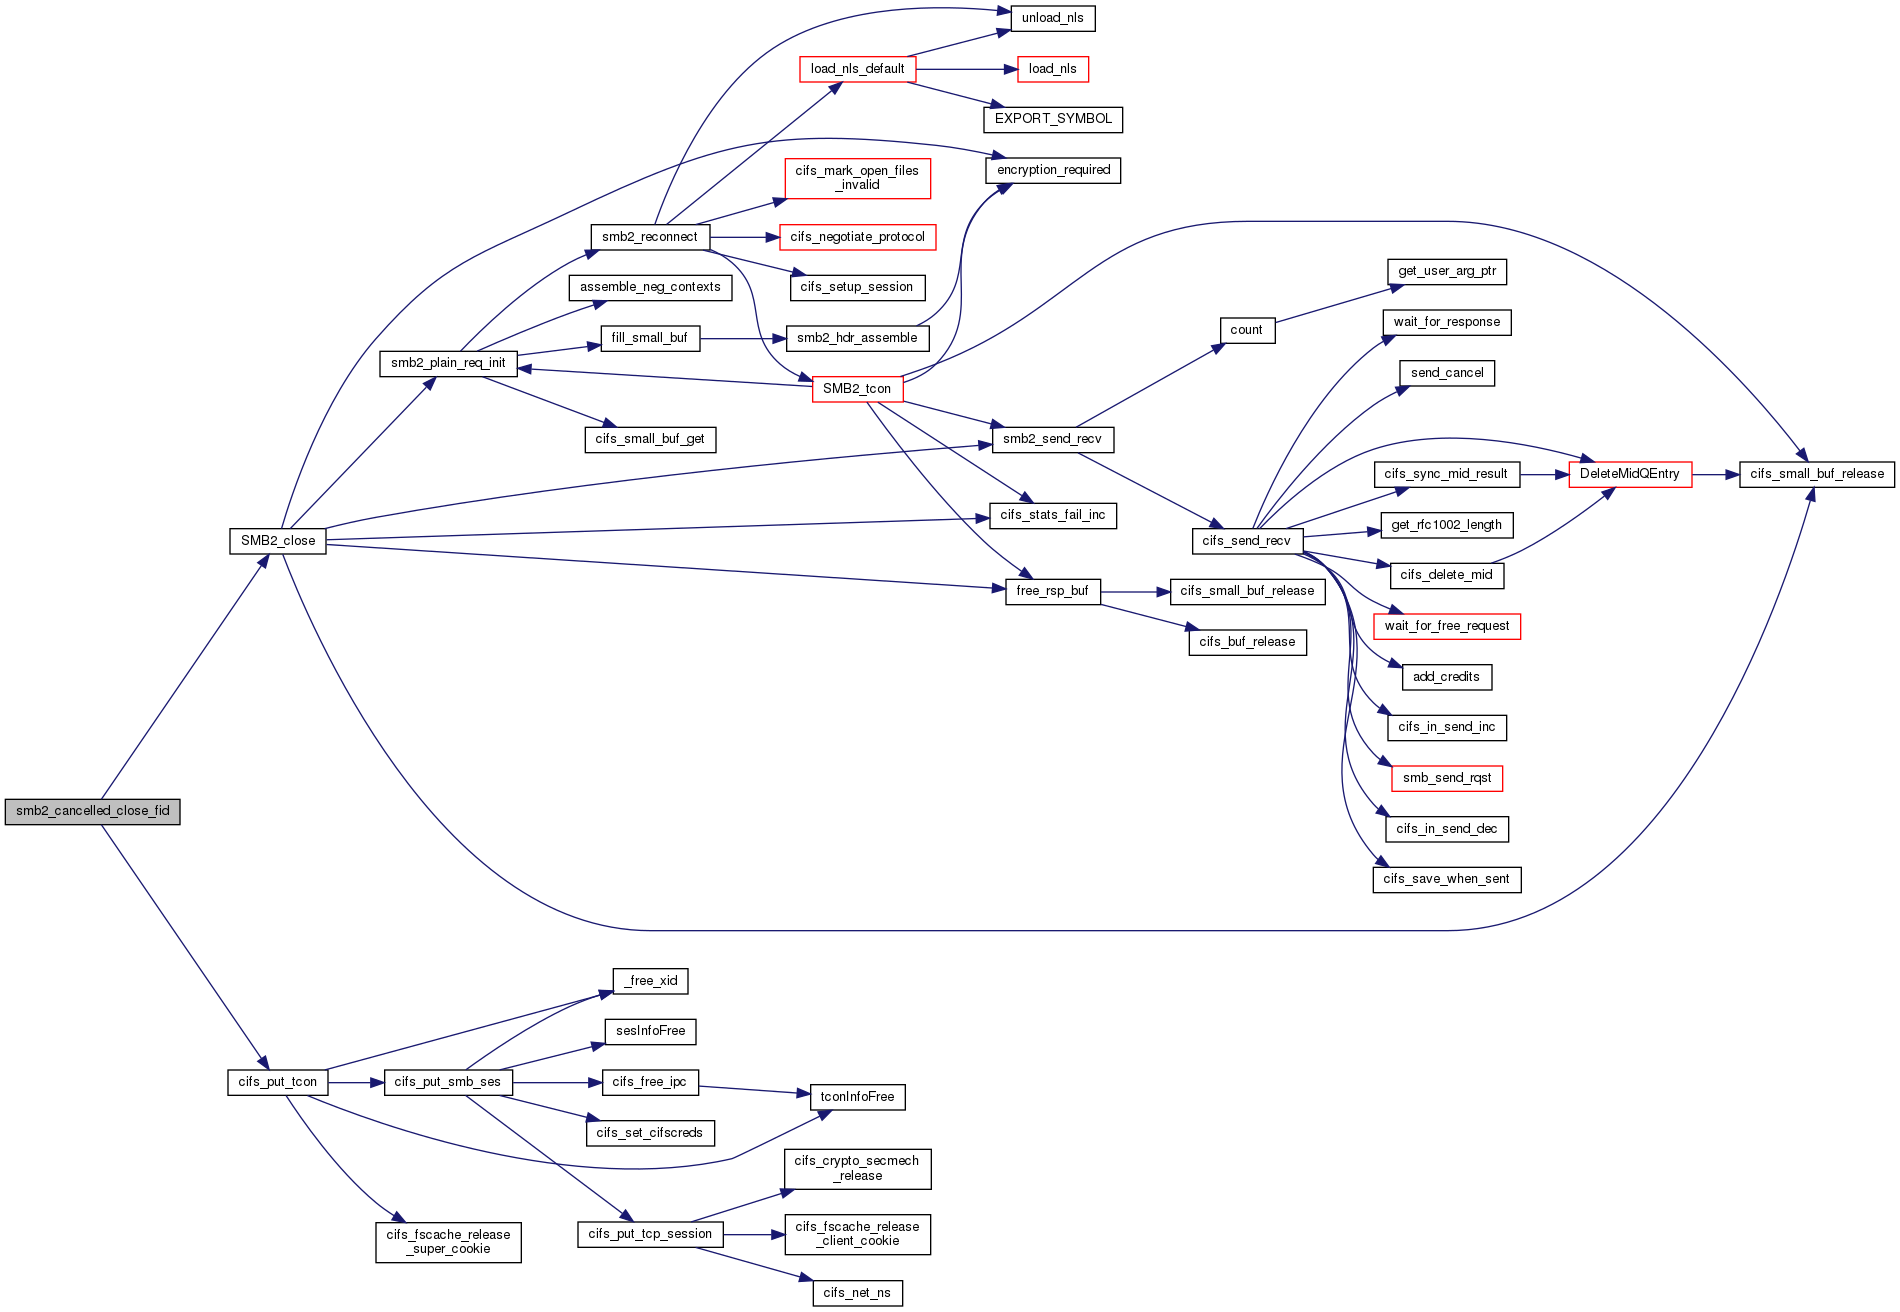 unload_nls
load_nls_default
load_nls
EXPORT_SYMBOL
cifs_mark_open_files
_invalid
encryption_required
smb2_reconnect
cifs_negotiate_protocol
cifs_setup_session
assemble_neg_contexts
get_user_arg_ptr
fill_small_buf
smb2_hdr_assemble
count
wait_for_response
smb2_plain_req_init
SMB2_tcon
send_cancel
cifs_small_buf_get
smb2_send_recv
cifs_sync_mid_result
DeleteMidQEntry
cifs_small_buf_release
cifs_stats_fail_inc
get_rfc1002_length
SMB2_close
cifs_send_recv
cifs_delete_mid
free_rsp_buf
cifs_small_buf_release
wait_for_free_request
cifs_buf_release
add_credits
cifs_in_send_inc
smb_send_rqst
smb2_cancelled_close_fid
cifs_in_send_dec
cifs_save_when_sent
_free_xid
sesInfoFree
cifs_put_tcon
cifs_put_smb_ses
cifs_free_ipc
tconInfoFree
cifs_set_cifscreds
cifs_crypto_secmech
_release
cifs_fscache_release
_super_cookie
cifs_put_tcp_session
cifs_fscache_release
_client_cookie
cifs_net_ns